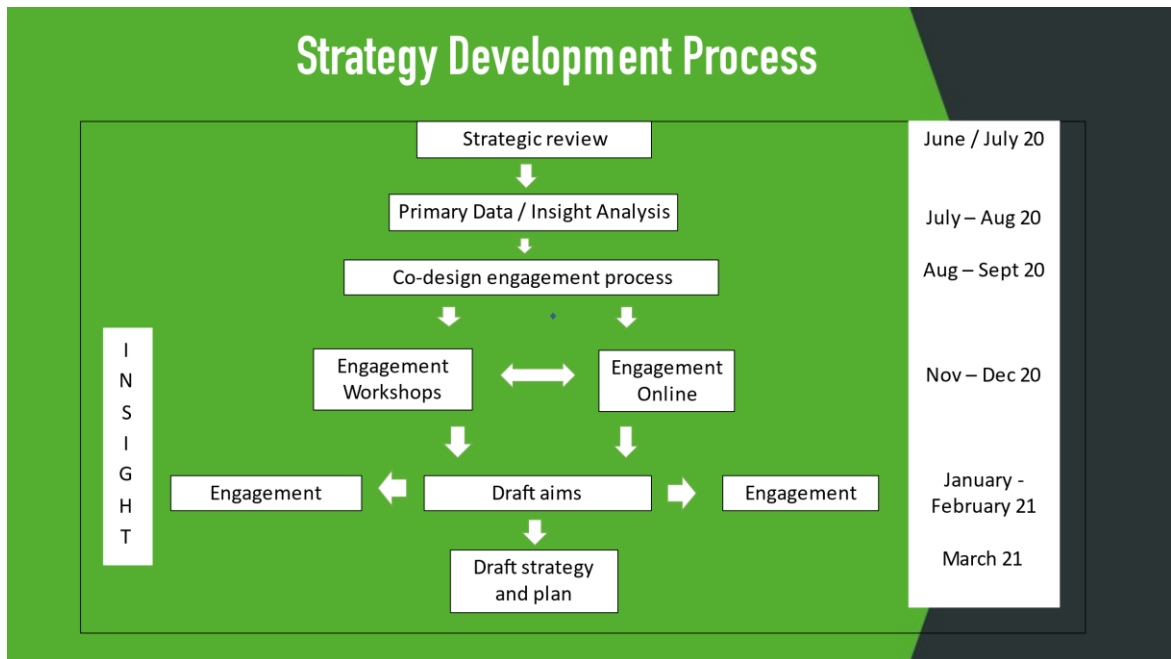 Strategy Development Process
Strategic review
June / July 20
Primary Data / Insight Analysis
July – Aug 20
Co-design engagement process
Aug – Sept 20
I
N
S
I
G
H
T
Engagement
Workshops
Engagement
Online
Nov – Dec 20
Engagement
Draft aims
Engagement
January -
February 21
Draft strategy
and plan
March 21